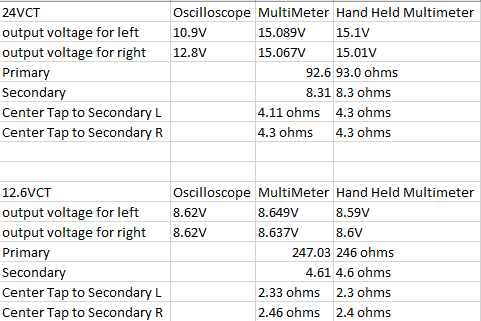 24VCT Oscilloscope MultiMeter Hand Held Multimeter
output voltage for left 10.9V 15.089V 15.1V
output voltage for right 12.8V 15.067V 15.01V
Primary 92.6 93.0 ohms
Secondary 8.31 8.3 ohms
Center Tap to Secondary L 4.11 ohms 4.3 ohms
Center Tap to Secondary R 4.3 ohms 4.3 ohms
12.6VCT Oscilloscope MultiMeter Hand Held Multimeter
output voltage for left 8.62V 8.649V 8.59V
output voltage for right 8.62V 8.637V 8.6V
Primary 247.03 246 ohms
Secondary 4.61 4.6 ohms
Center Tap to Secondary L 2.33 ohms 2.3 ohms
Center Tap to Secondary R 2.46 ohms 2.4 ohms